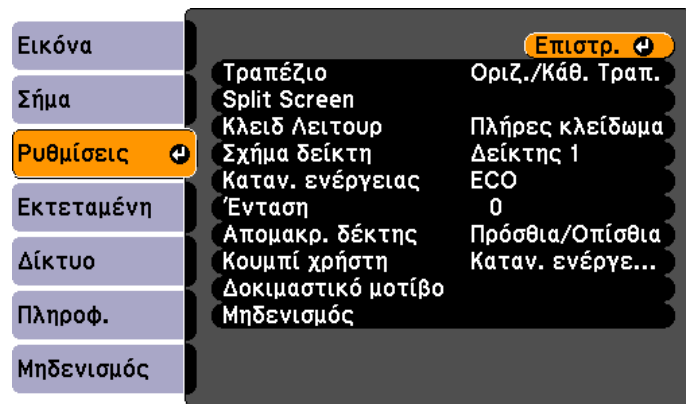 Εικόνα
Σήμα
Ρυθμίσεις
Εκτεταμένη
Δίκτυο
Πληροφ.
Μηδενισμός
Επιστρ.
Τραπέζιο Οριζ./Κάθ. Τραπ.
Split Screen
Κλειδ Λειτουρ Πλήρες κλείδωμα
Σχήμα δείκτη Δείκτης 1
Καταν. ενέργειας ECO
Ένταση 0
Απομακρ. δέκτης Πρόσθια/Οπίσθια
Κουμπί χρήστη Καταν. ενέργε...
Δοκιμαστικό μοτίβο
Μηδενισμός